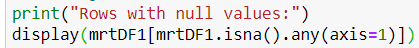 print("Rows with null values:")
display(mrtDF1[mrtDF1.isna().any(axis=1)])